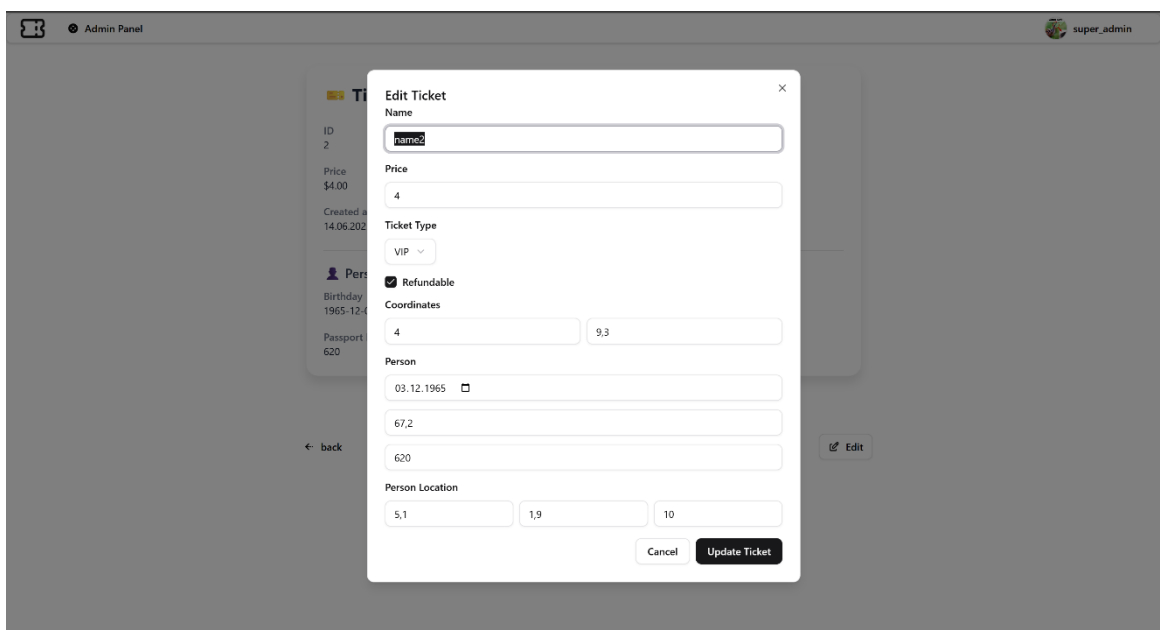 Admin Panel
super_admin
Ti
ID
2
Price
$4.00
Created a
14.06.202
Pers
Birthday
1965-12-0
Passport
620
← back
Edit
Edit Ticket
Name
name2
Price
4
Ticket Type
VIP
Refundable
Coordinates
4 9,3
Person
03.12.1965
67,2
620
Person Location
5,1 1,9 10
Cancel Update Ticket